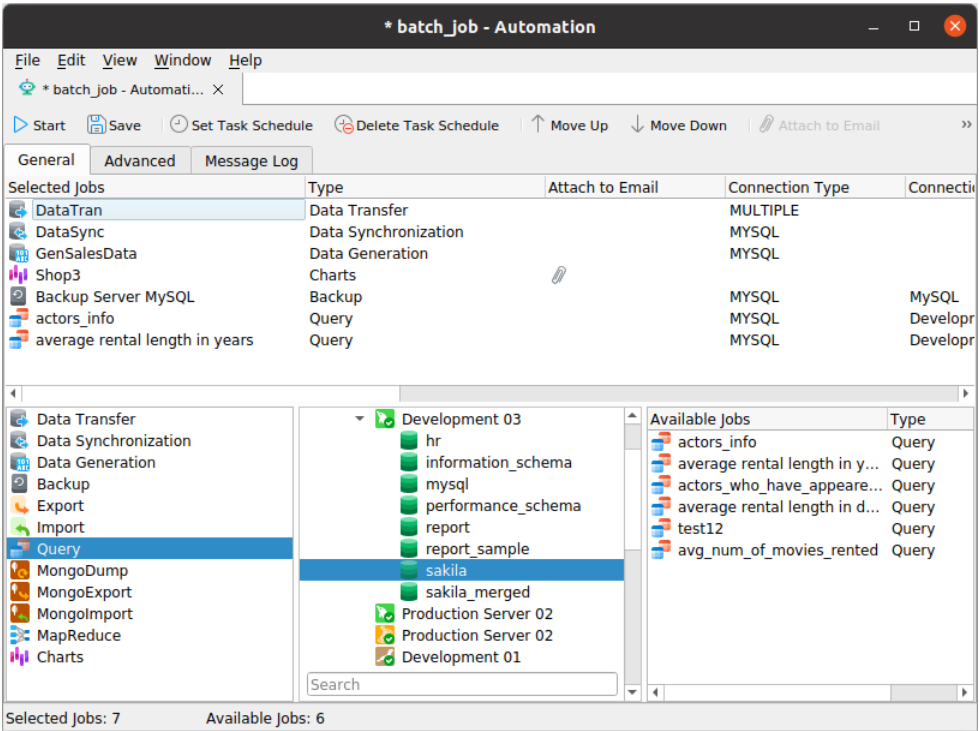 * batch_job - Automation
File Edit View Window Help
* batch_job - Automati...
Start Save Set Task Schedule Delete Task Schedule Move Up Move Down Attach to Email »
General Advanced Message Log
Selected Jobs Type Attach to Email Connection Type Connecti
DataTran Data Transfer MULTIPLE
DataSync Data Synchronization MYSQL
GenSalesData Data Generation MYSQL
Shop3 Charts
Backup Server MySQL Backup MYSQL MySQL
actors_info Query MYSQL Developr
average rental length in years Query MYSQL Developr
Data Transfer
Data Synchronization
Data Generation
Backup
Export
Import
Query
MongoDump
MongoExport
MongoImport
MapReduce
Charts
Development 03
hr
information_schema
mysql
performance_schema
report
report_sample
sakila
sakila_merged
Production Server 02
Production Server 02
Development 01
Search
Available Jobs Type
actors_info Query
average rental length in y... Query
actors_who_have_appeare... Query
average rental length in d... Query
test12 Query
avg_num_of_movies_rented Query
Selected Jobs: 7 Available Jobs: 6